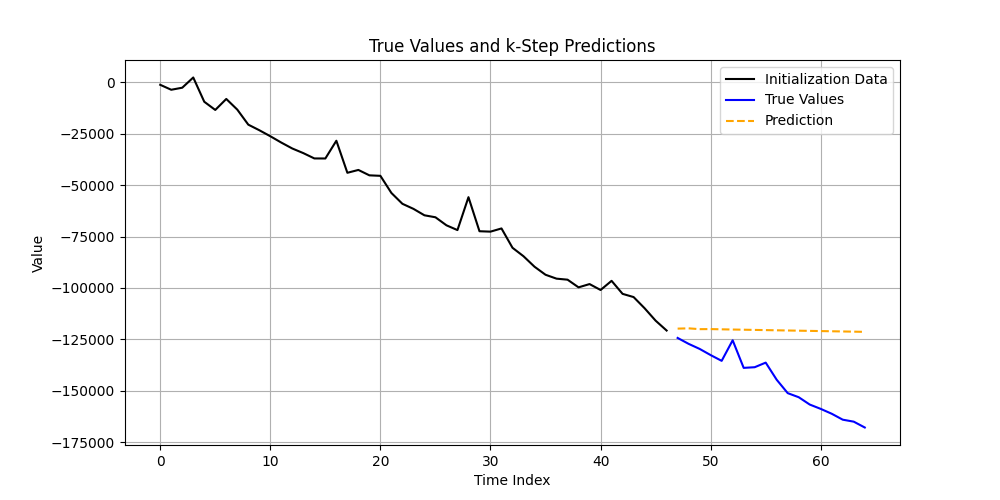 True Values and k-Step Predictions
Initialization Data
True Values
Prediction
Value
0
−25000
−50000
−75000
−100000
−125000
−150000
−175000
0 10 20 30 40 50 60
Time Index